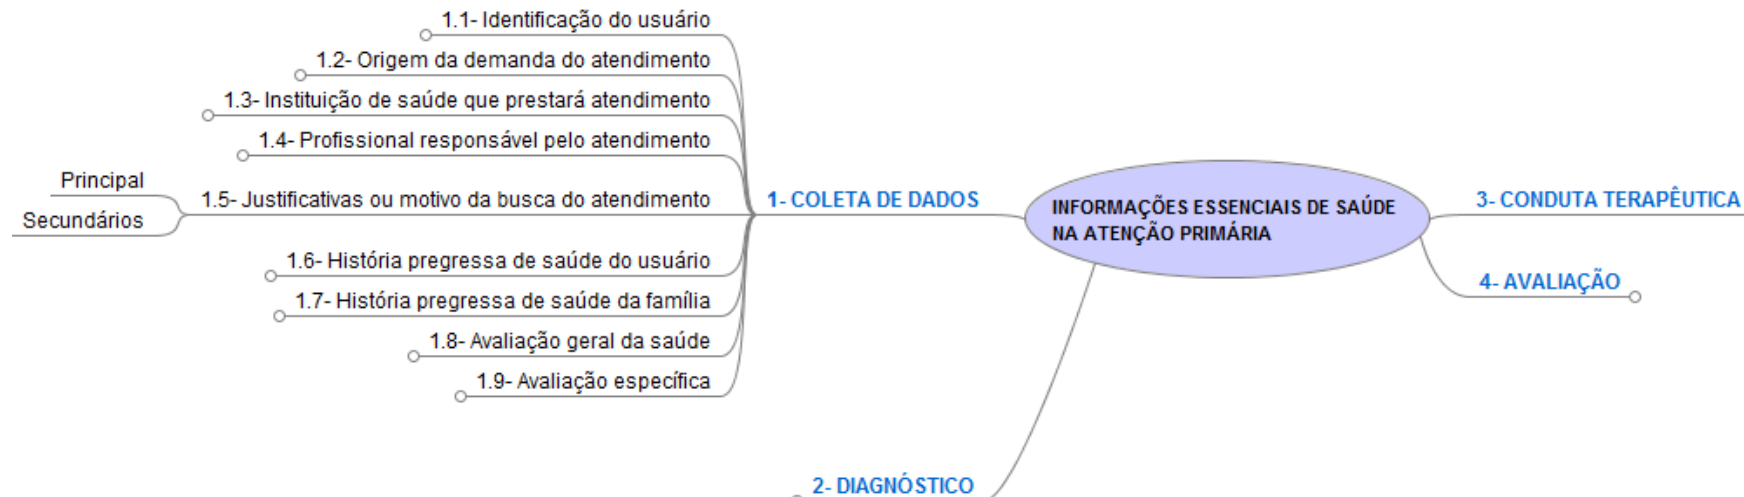 1.1- Identificação do usuário
1.2- Origem da demanda do atendimento
1.3- Instituição de saúde que prestará atendimento
1.4- Profissional responsável pelo atendimento
Principal
Secundários
1.5- Justificativas ou motivo da busca do atendimento
1.6- História pregressa de saúde do usuário
1.7- História pregressa de saúde da família
1.8- Avaliação geral da saúde
1.9- Avaliação específica
1- COLETA DE DADOS
INFORMAÇÕES ESSENCIAIS DE SAÚDE
NA ATENÇÃO PRIMÁRIA
3- CONDUTA TERAPÊUTICA
4- AVALIAÇÃO
2- DIAGNÓSTICO